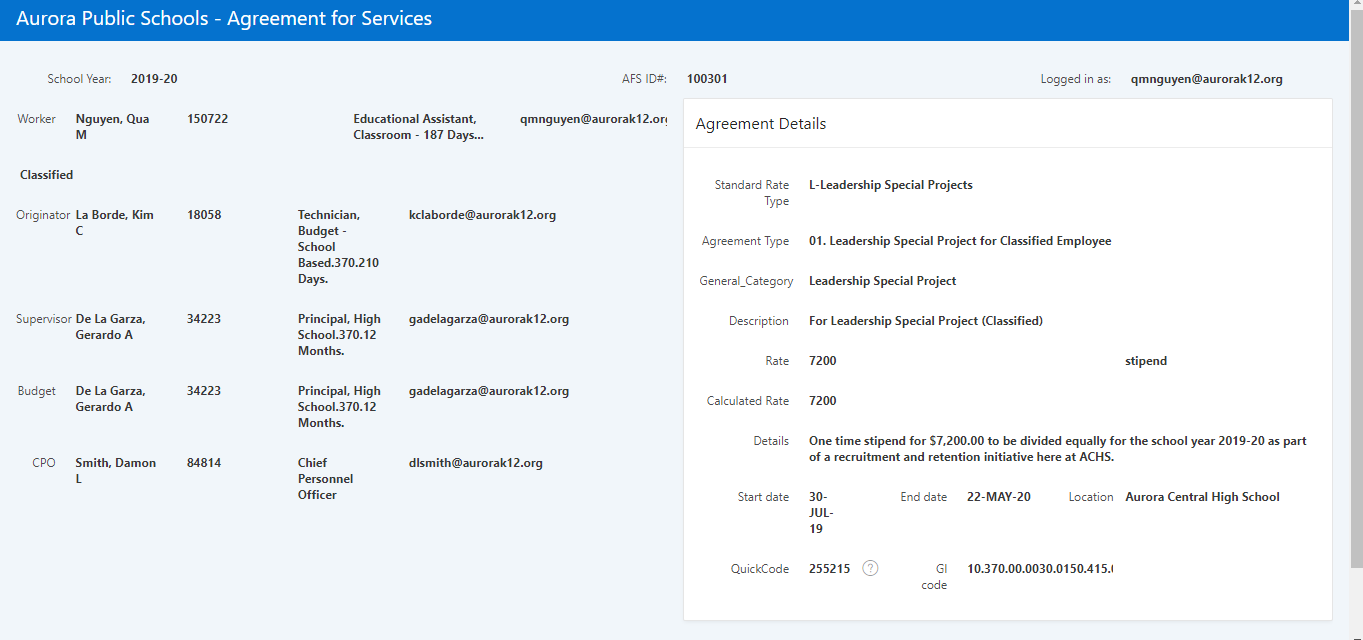 Aurora Public Schools - Agreement for Services
School Year: 2019-20 AFS ID#: 100301 Logged in as: qmnguyen@aurorak12.org
Worker Nguyen, Qua M 150722 Educational Assistant, Classroom - 187 Days... qmnguyen@aurorak12.org
Classified
Originator La Borde, Kim C 18058 Technician, Budget - School Based.370.210 Days. kclaborde@aurorak12.org
Supervisor De La Garza, Gerardo A 34223 Principal, High School.370.12 Months. gadelagarza@aurorak12.org
Budget De La Garza, Gerardo A 34223 Principal, High School.370.12 Months. gadelagarza@aurorak12.org
CPO Smith, Damon L 84814 Chief Personnel Officer dlsmith@aurorak12.org
Agreement Details
Standard Rate Type L-Leadership Special Projects
Agreement Type 01. Leadership Special Project for Classified Employee
General_Category Leadership Special Project
Description For Leadership Special Project (Classified)
Rate 7200 stipend
Calculated Rate 7200
Details One time stipend for $7,200.00 to be divided equally for the school year 2019-20 as part
of a recruitment and retention initiative here at ACHS.
Start date 30-JUL-19 End date 22-MAY-20 Location Aurora Central High School
QuickCode 255215 ? Gl code 10.370.00.0030.0150.415.